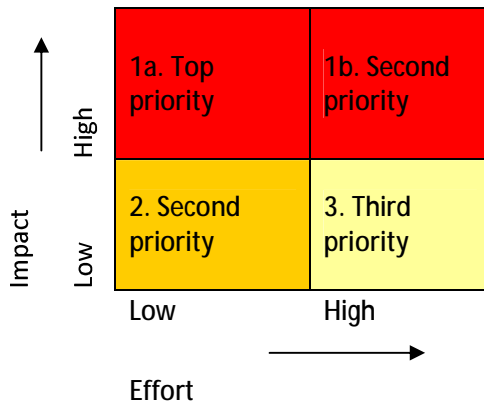 1a. Top
priority
1b. Second
priority
High
2. Second
priority
3. Third
priority
Low
Impact
Low
High
Effort